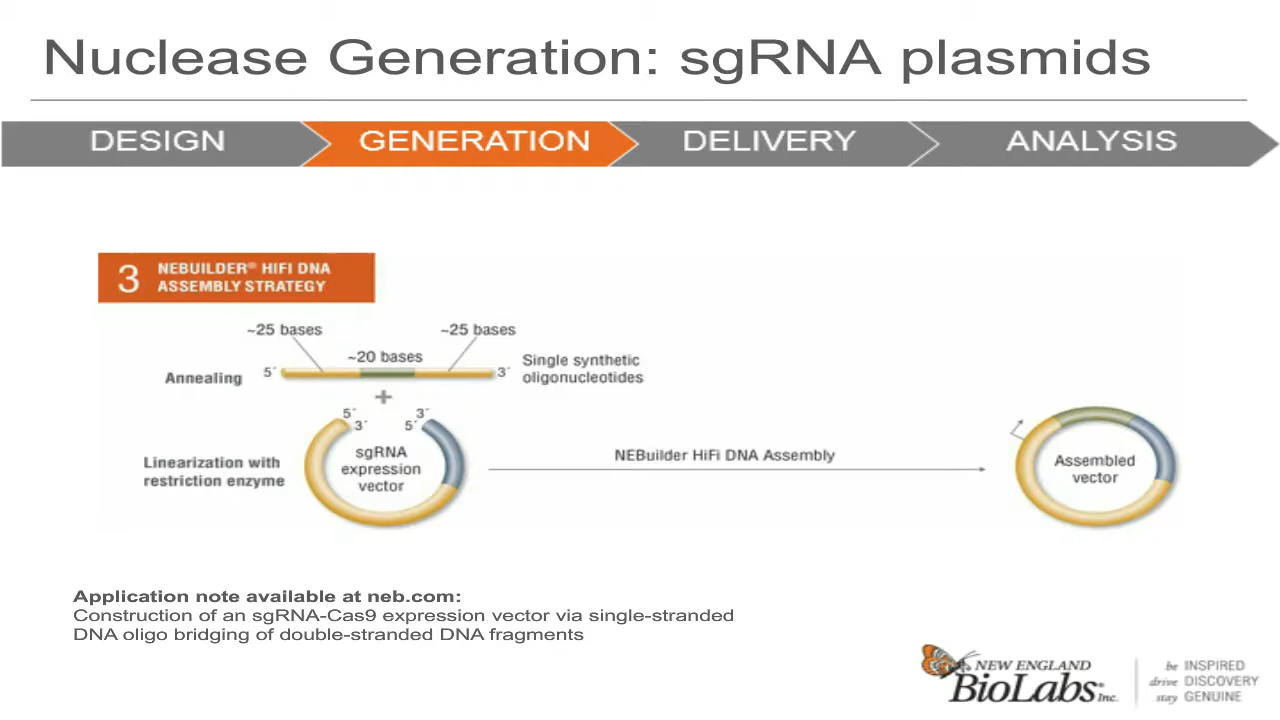 Nuclease Generation: sgRNA plasmids
DESIGN
GENERATION
DELIVERY
ANALYSIS
3
NEBUILDER® HIFI DNA
ASSEMBLY STRATEGY
~25 bases
~25 bases
~20 bases
Annealing
5´
3´
Single synthetic
oligonucleotides
+
5´
3´
3´
5´
Linearization with
restriction enzyme
sgRNA
expression
vector
NEBuilder HiFi DNA Assembly
Assembled
vector
Application note available at neb.com:
Construction of an sgRNA-Cas9 expression vector via single-stranded
DNA oligo bridging of double-stranded DNA fragments
NEW ENGLAND
BioLabs® Inc.
be INSPIRED
drive DISCOVERY
stay GENUINE